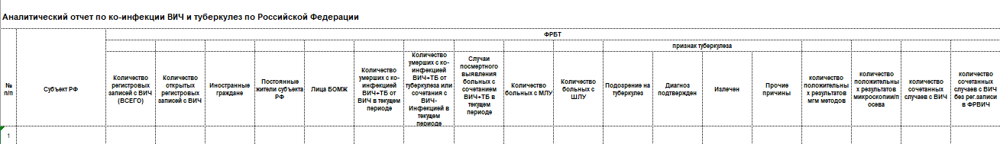 Аналитический отчет по ко-инфекции ВИЧ и туберкулез по Российской Федерации
ФРБТ
признак туберкулеза
№
п/п
Субъект РФ
Количество
регистровых
записей с ВИЧ
(ВСЕГО)
Количество
открытых
регистровых
записей с ВИЧ
Иностранные
граждане
Постоянные
жители субъекта
РФ
Лица БОМЖ
Количество
умерших с ко-
инфекцией
ВИЧ+ТБ от
ВИЧ в текущем
периоде
Количество
умерших с ко-
инфекцией
ВИЧ+ТБ от
туберкулеза или
сочетания с
ВИЧ-
Инфекцией в
текущем
периоде
Случаи
посмертного
выявления
больных с
сочетанием
ВИЧ+ТБ в
текущем
периоде
Количество
больных с МЛУ
Количество
больных с
ШЛУ
Подозрение на
туберкулез
Диагноз
подтвержден
Излечен
Прочие
причины
количество
положительны
х результатов
мгм методов
количество
положительны
х результатов
микроскопии/п
осева
количество
сочетанных
случаев с ВИЧ
количество
сочетанных
случаев с ВИЧ
без рег.записи
в ФРВИЧ
1